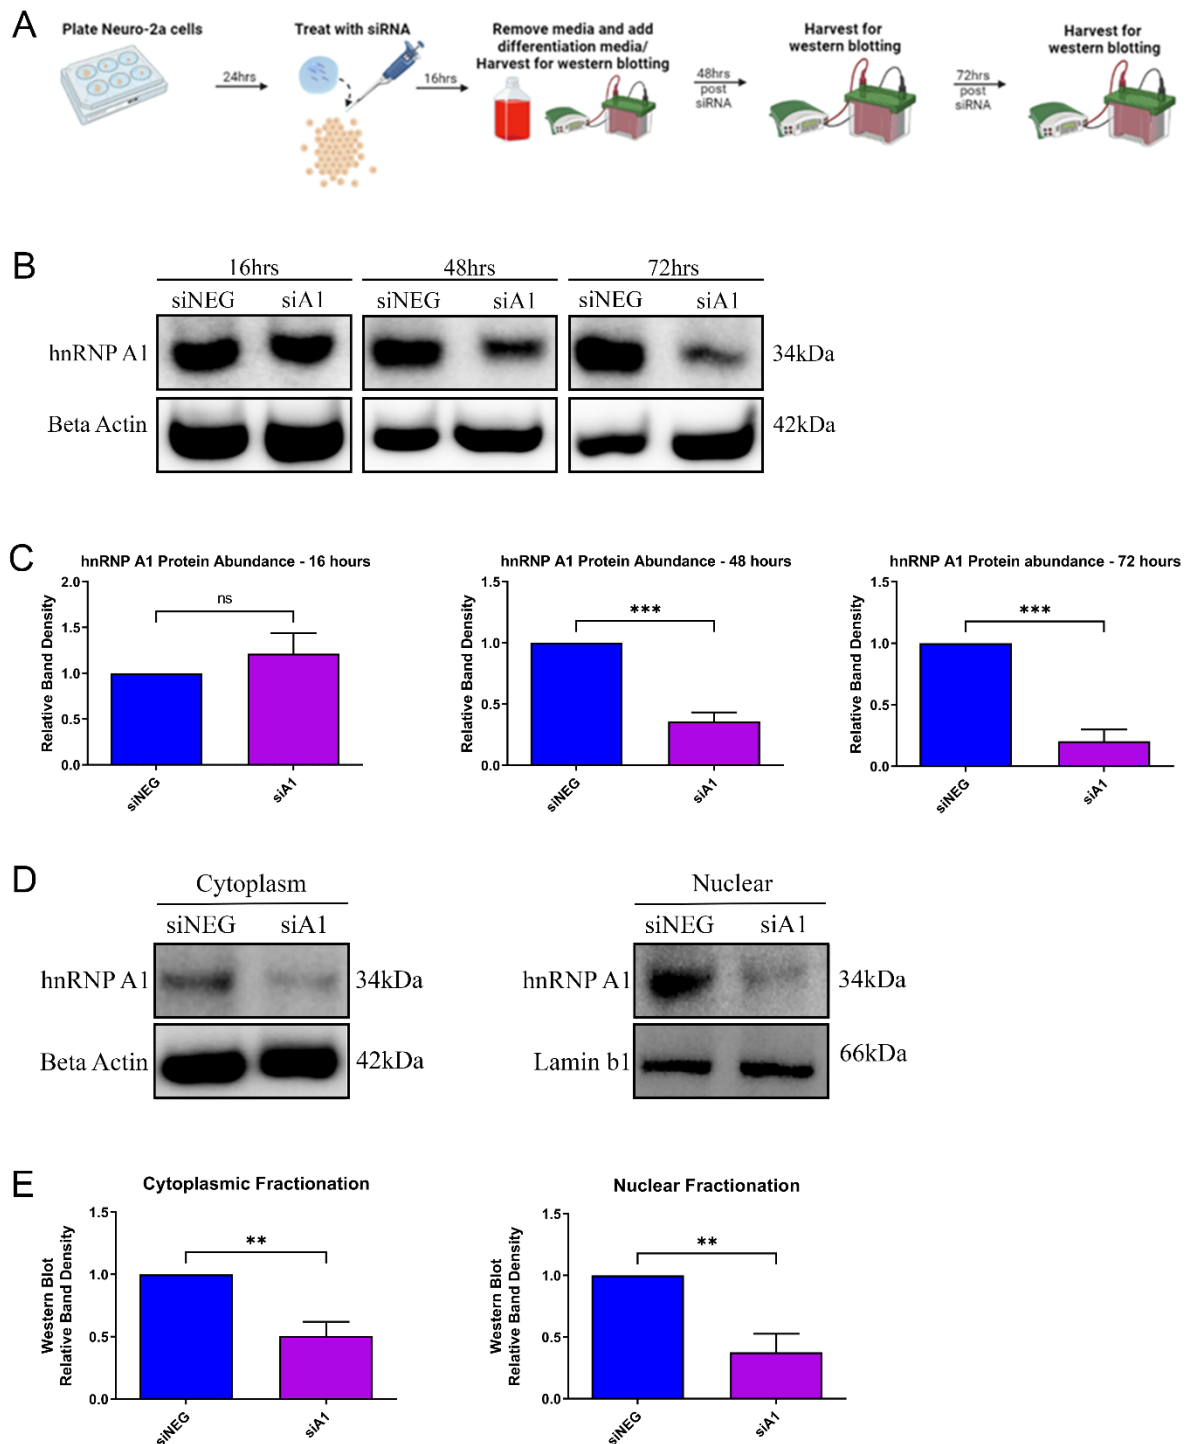 A
Plate Neuro-2a cells
24hrs
Treat with siRNA
16hrs
Remove media and add
differentiation media/
Harvest for western blotting
48hrs
post
siRNA
Harvest for
western blotting
72hrs
post
siRNA
Harvest for
western blotting
B
16hrs
48hrs
72hrs
siNEG siA1 siNEG siA1 siNEG siA1
hnRNP A1
34kDa
Beta Actin
42kDa
C
hnRNP A1 Protein Abundance - 16 hours
Relative Band Density
2.0
1.5
1.0
0.5
0.0
ns
siNEG
siA1
hnRNP A1 Protein Abundance - 48 hours
Relative Band Density
1.5
1.0
0.5
0.0
***
siNEG
siA1
hnRNP A1 Protein abundance - 72 hours
Relative Band Density
1.5
1.0
0.5
0.0
***
siNEG
siA1
D
Cytoplasm
siNEG siA1
hnRNP A1
34kDa
Beta Actin
42kDa
Nuclear
siNEG siA1
hnRNP A1
34kDa
Lamin b1
66kDa
E
Cytoplasmic Fractionation
Western Blot
Relative Band Density
1.5
1.0
0.5
0.0
**
siNEG
siA1
Nuclear Fractionation
Western Blot
Relative Band Density
1.5
1.0
0.5
0.0
**
siNEG
siA1